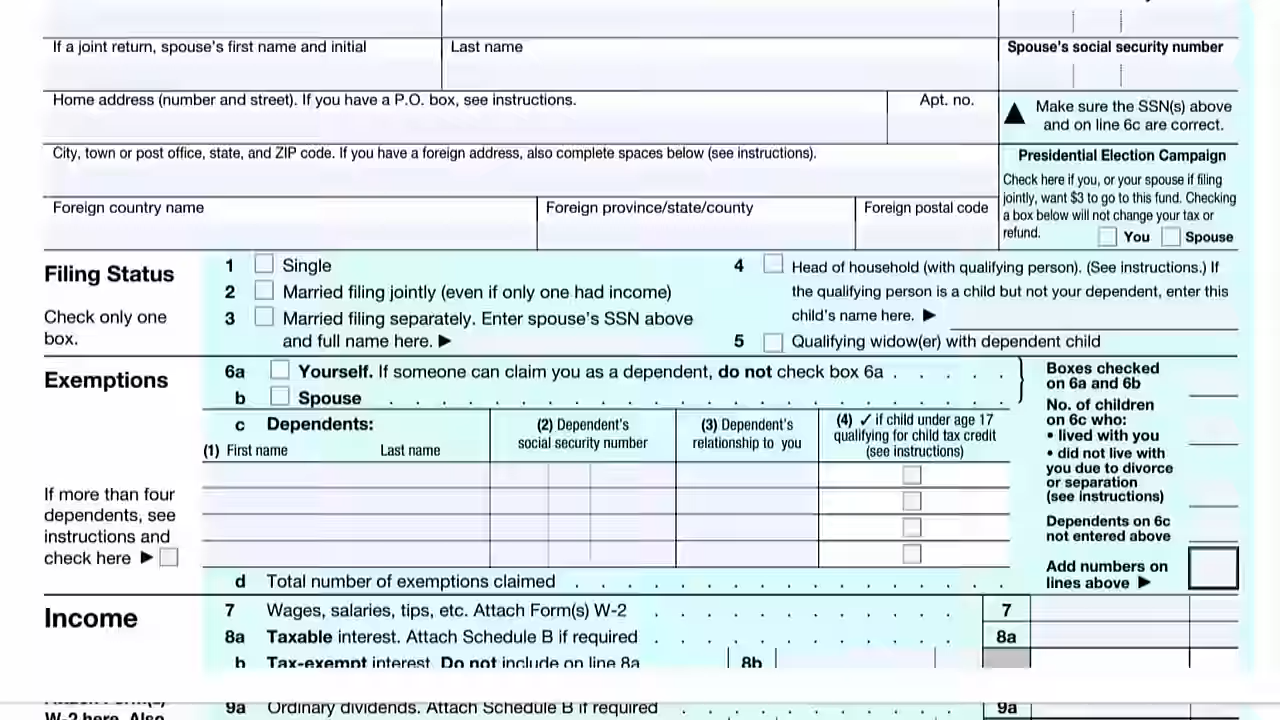 If a joint return, spouse's first name and initial Last name Spouse's social security number
Home address (number and street). If you have a P.O. box, see instructions. Apt. no.
▲ Make sure the SSN(s) above
and on line 6c are correct.
City, town or post office, state, and ZIP code. If you have a foreign address, also complete spaces below (see instructions).
Presidential Election Campaign
Check here if you, or your spouse if filing
jointly, want $3 to go to this fund. Checking
a box below will not change your tax or
refund. You Spouse
Foreign country name Foreign province/state/county Foreign postal code
Filing Status
Check only one
box.
1 Single
2 Married filing jointly (even if only one had income)
3 Married filing separately. Enter spouse's SSN above
and full name here. ▶
4 Head of household (with qualifying person). (See instructions.) If
the qualifying person is a child but not your dependent, enter this
child's name here. ▶
5 Qualifying widow(er) with dependent child
Exemptions
6a Yourself. If someone can claim you as a dependent, do not check box 6a . . . . .
b Spouse . . . . . . . . . . . . . . . . . . . .
c Dependents:
(1) First name Last name
(2) Dependent's
social security number
(3) Dependent's
relationship to you
(4) ✓ if child under age 17
qualifying for child tax credit
(see instructions)
If more than four
dependents, see
instructions and
check here ▶
d Total number of exemptions claimed . . . . . . . . . . . . . . . . .
Boxes checked
on 6a and 6b
No. of children
on 6c who:
• lived with you
• did not live with
you due to divorce
or separation
(see instructions)
Dependents on 6c
not entered above
Add numbers on
lines above ▶
Income
7 Wages, salaries, tips, etc. Attach Form(s) W-2 . . . . . . . . . . . . 7
8a Taxable interest. Attach Schedule B if required . . . . . . . . . . . . 8a
b Tax-exempt interest. Do not include on line 8a 8b
W-2 here. Also
9a Ordinary dividends. Attach Schedule B if required . . . . . . . . . . . 9a